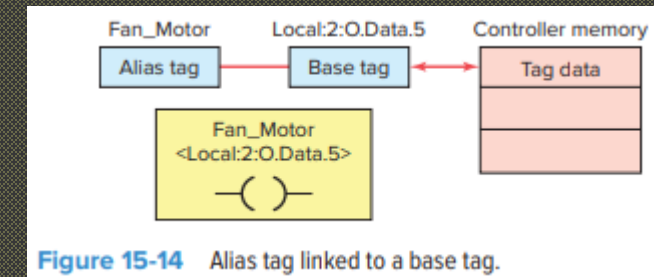 Fan_Motor Local:2:O.Data.5 Controller memory
Alias tag Base tag Tag data
Fan_Motor
<Local:2:O.Data.5>
Figure 15-14 Alias tag linked to a base tag.